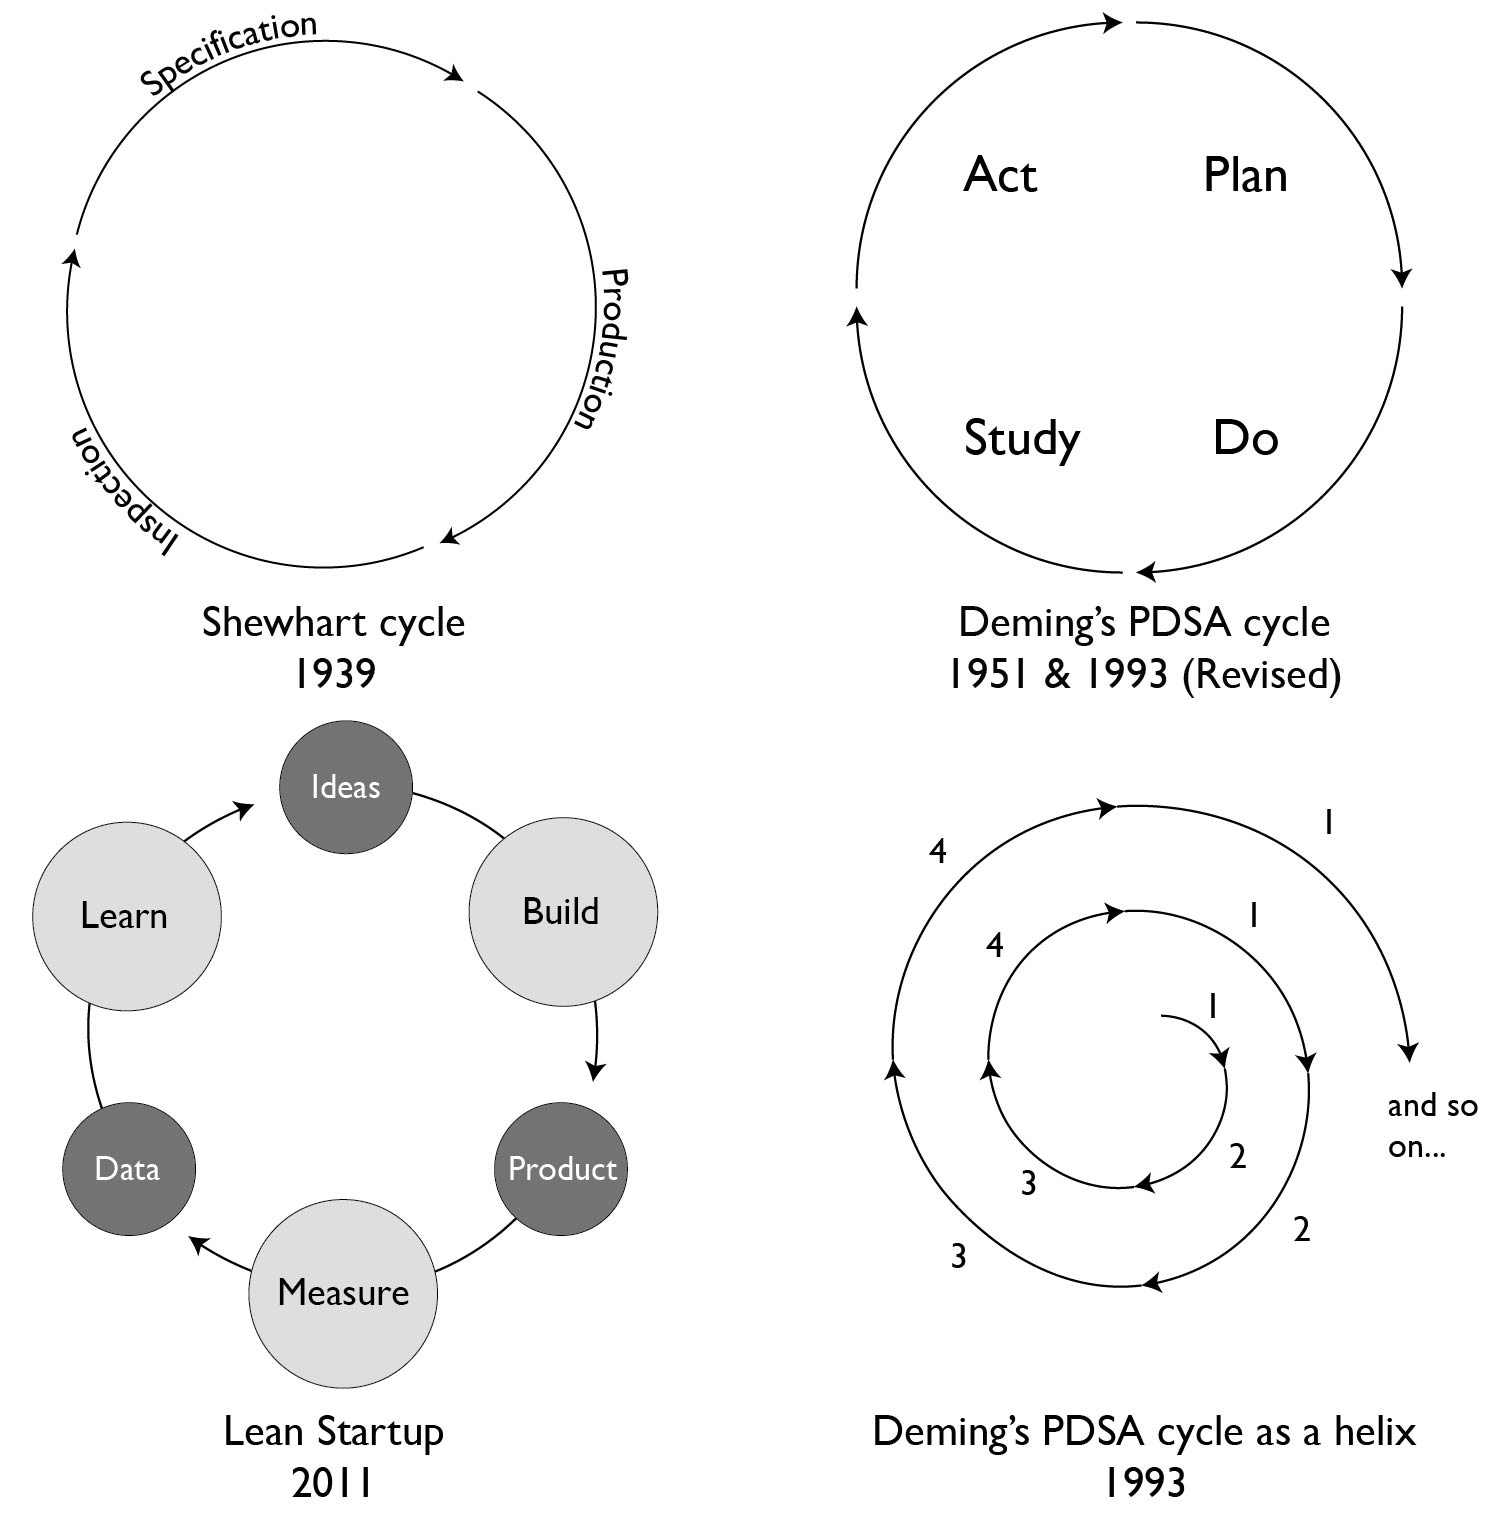 Specification
Production
Inspection
Shewhart cycle
1939
Act
Plan
Study
Do
Deming’s PDSA cycle
1951 & 1993 (Revised)
Ideas
Build
Product
Measure
Data
Learn
Lean Startup
2011
1
2
3
4
1
2
3
4
1
and so
on...
Deming’s PDSA cycle as a helix
1993